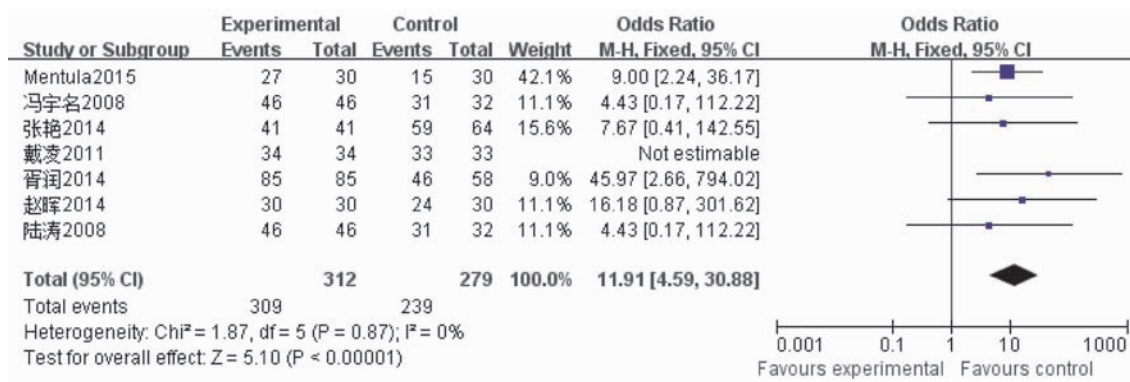 Experimental Control Odds Ratio Odds Ratio
Study or Subgroup Events Total Events Total Weight M-H, Fixed, 95% CI M-H, Fixed, 95% CI
Mentula2015 27 30 15 30 42.1% 9.00 [2.24, 36.17]
冯宇名2008 46 46 31 32 11.1% 4.43 [0.17, 112.22]
张艳2014 41 41 59 64 15.6% 7.67 [0.41, 142.55]
戴凌2011 34 34 33 33 Not estimable
胥润2014 85 85 46 58 9.0% 45.97 [2.66, 794.02]
赵晖2014 30 30 24 30 11.1% 16.18 [0.87, 301.62]
陆涛2008 46 46 31 32 11.1% 4.43 [0.17, 112.22]
Total (95% CI) 312 279 100.0% 11.91 [4.59, 30.88]
Total events 309 239
Heterogeneity: Chi² = 1.87, df = 5 (P = 0.87); I² = 0%
Test for overall effect: Z = 5.10 (P < 0.00001)
0.001 0.1 1 10 1000
Favours experimental Favours control